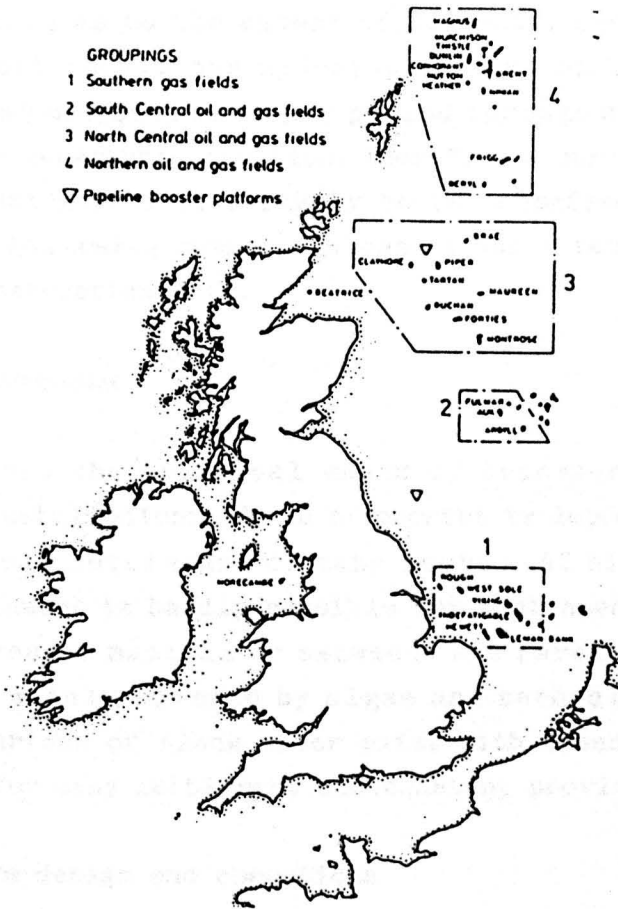 GROUPINGS
1 Southern gas fields
2 South Central oil and gas fields
3 North Central oil and gas fields
4 Northern oil and gas fields
▽ Pipeline booster platforms
MAGNUS
MURCHISON
THISTLE
DUNLIN
CORMORANT
BRENT
HUTTON
HEATHER
NINIAN
4
FRIGG
BERYL
BRAE
CLAYMORE
PIPER
TARTAN
3
BEATRICE
MAUREEN
BUCHAN
FORTIES
MONTROSE
2
FULMAR
AUK
ARGYLL
1
MORECAMBE
ROUGH
WEST SOLE
INDEFATIGABLE
HEWETT
LEMAN BANK